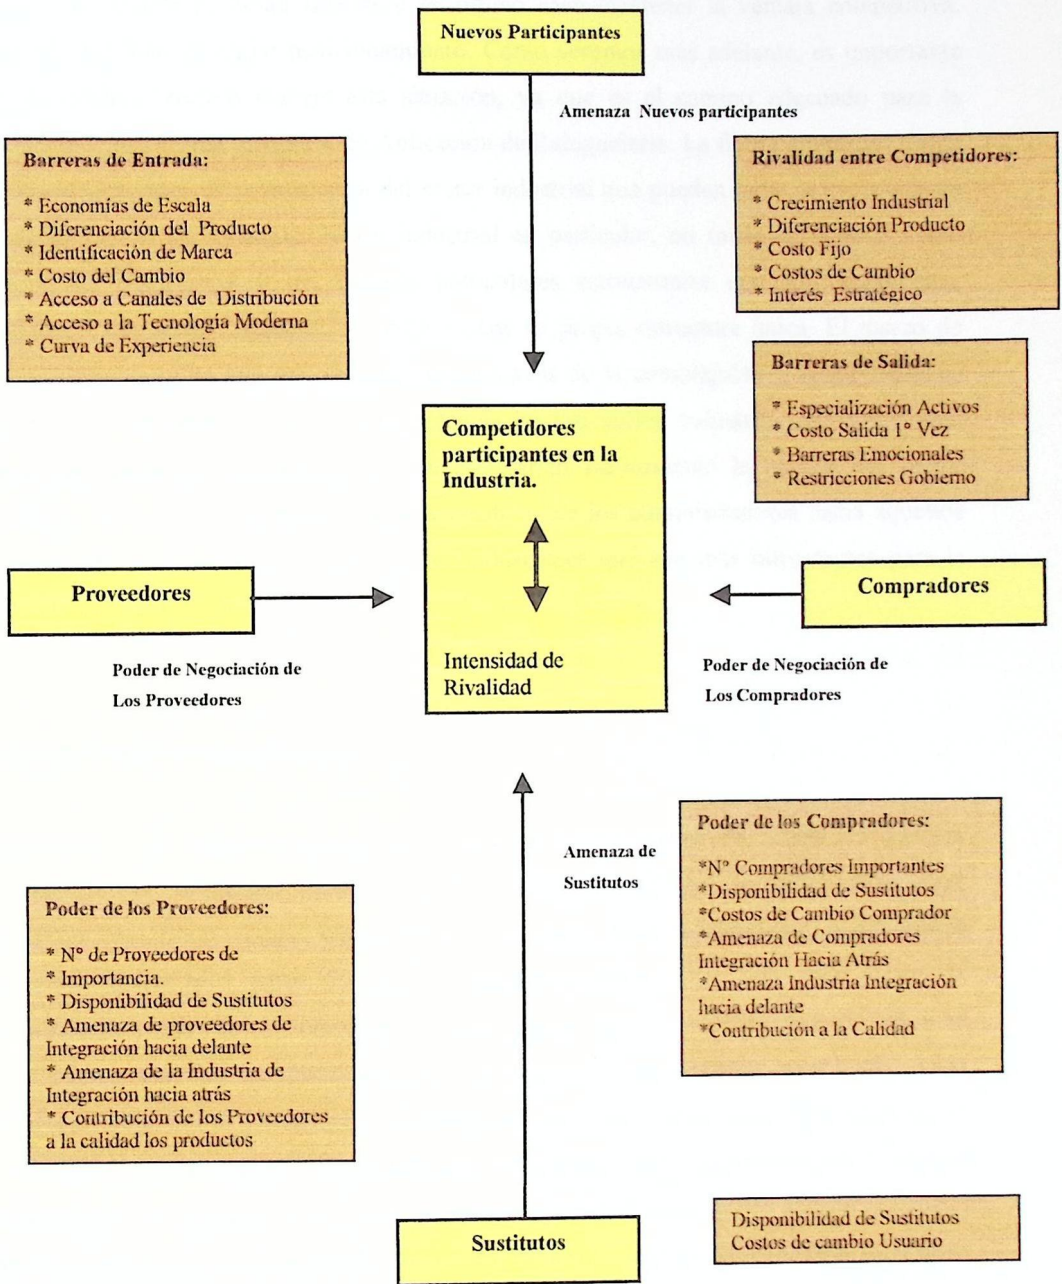 Nuevos Participantes
Amenaza Nuevos participantes
Barreras de Entrada:
* Economías de Escala
* Diferenciación del Producto
* Identificación de Marca
* Costo del Cambio
* Acceso a Canales de Distribución
* Acceso a la Tecnología Moderna
* Curva de Experiencia
Rivalidad entre Competidores:
* Crecimiento Industrial
* Diferenciación Producto
* Costo Fijo
* Costos de Cambio
* Interés Estratégico
Barreras de Salida:
* Especialización Activos
* Costo Salida 1° Vez
* Barreras Emocionales
* Restricciones Gobierno
Competidores
participantes en la
Industria.
Intensidad de
Rivalidad
Proveedores
Poder de Negociación de
Los Proveedores
Compradores
Poder de Negociación de
Los Compradores
Amenaza de
Sustitutos
Poder de los Compradores:
*N° Compradores Importantes
*Disponibilidad de Sustitutos
*Costos de Cambio Comprador
*Amenaza de Compradores
Integración Hacia Atrás
*Amenaza Industria Integración
hacia delante
*Contribución a la Calidad
Poder de los Proveedores:
* N° de Proveedores de
* Importancia.
* Disponibilidad de Sustitutos
* Amenaza de proveedores de
Integración hacia delante
* Amenaza de la Industria de
Integración hacia atrás
* Contribución de los Proveedores
a la calidad los productos
Sustitutos
Disponibilidad de Sustitutos
Costos de cambio Usuario